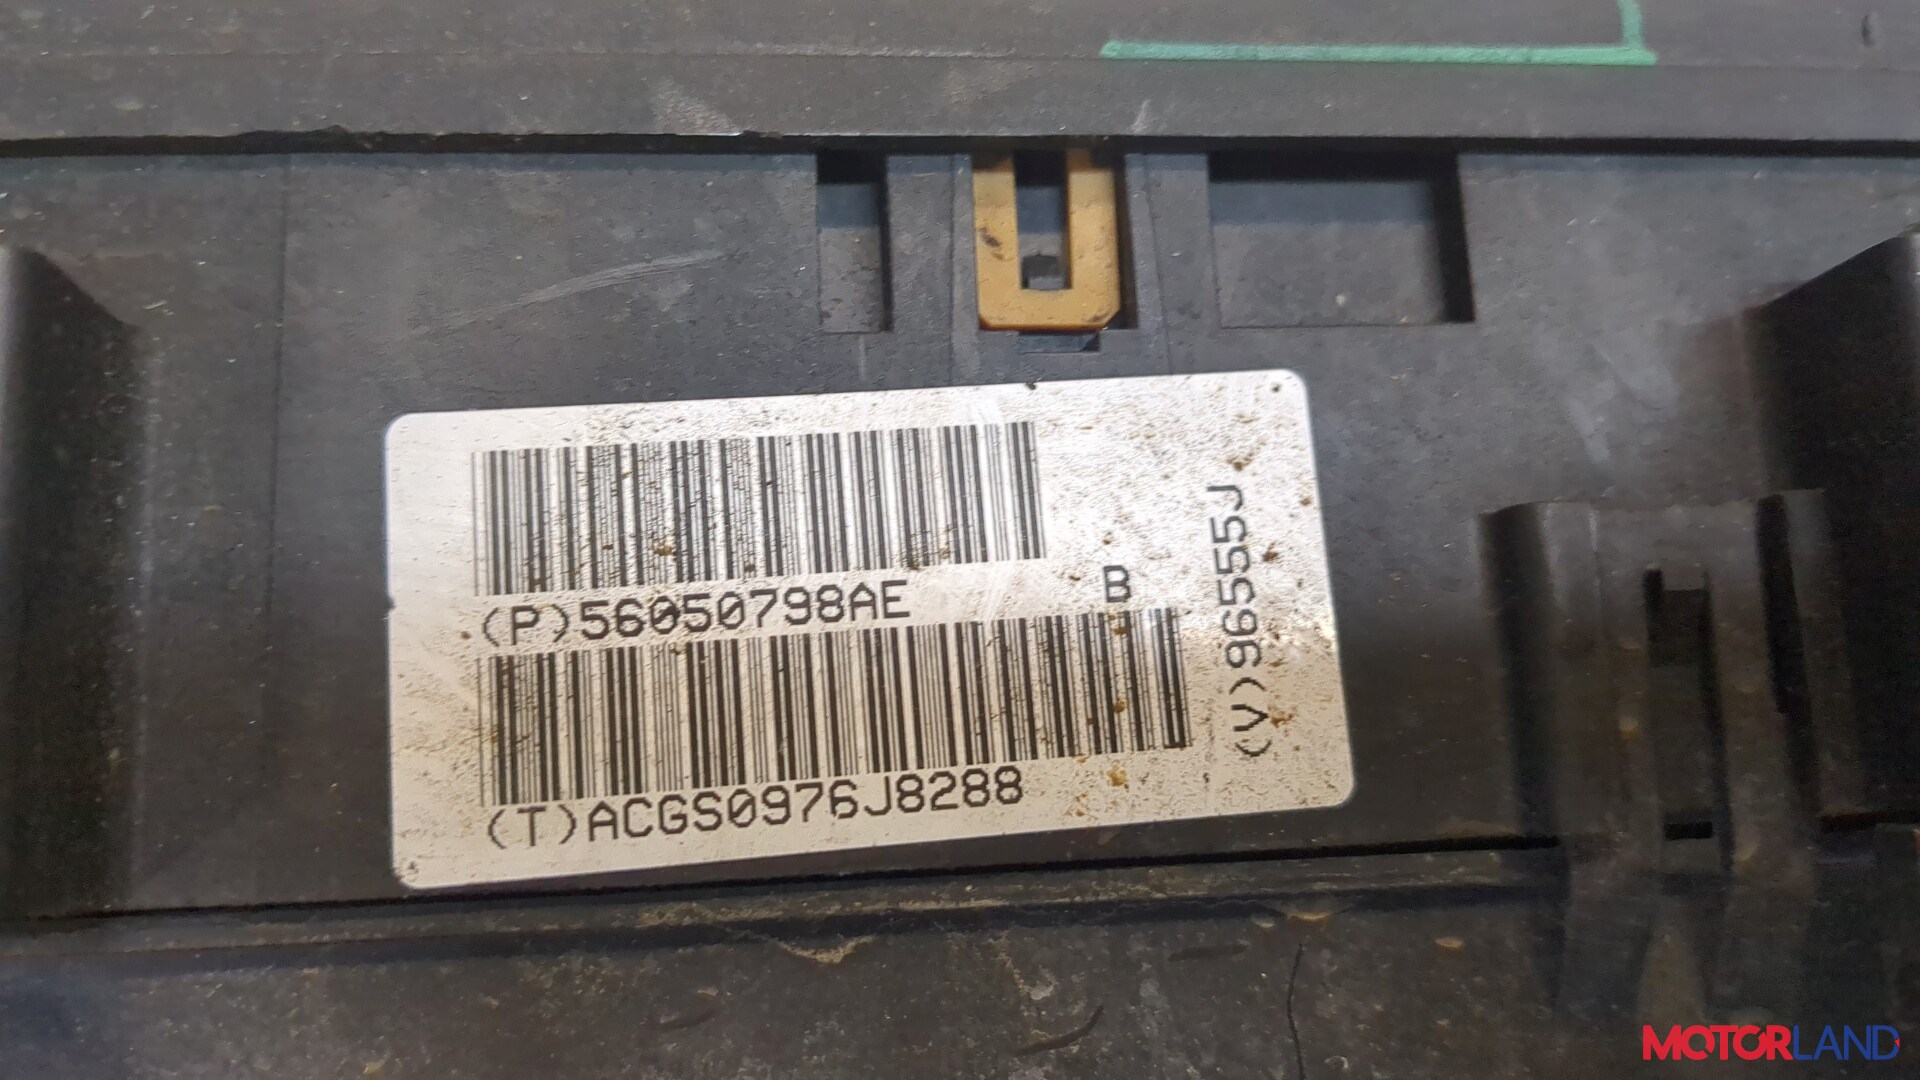 (P)56050798AE
B
(T)ACGS0976J8288
(V)96555J
MOTORLAND